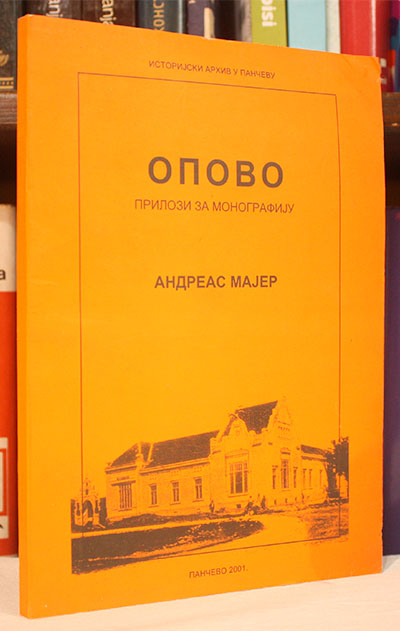 ИСТОРИЈСКИ АРХИВ У ПАНЧЕВУ
ОПОВО
ПРИЛОЗИ ЗА МОНОГРАФИЈУ
АНДРЕАС МАЈЕР
ПАНЧЕВО 2001.